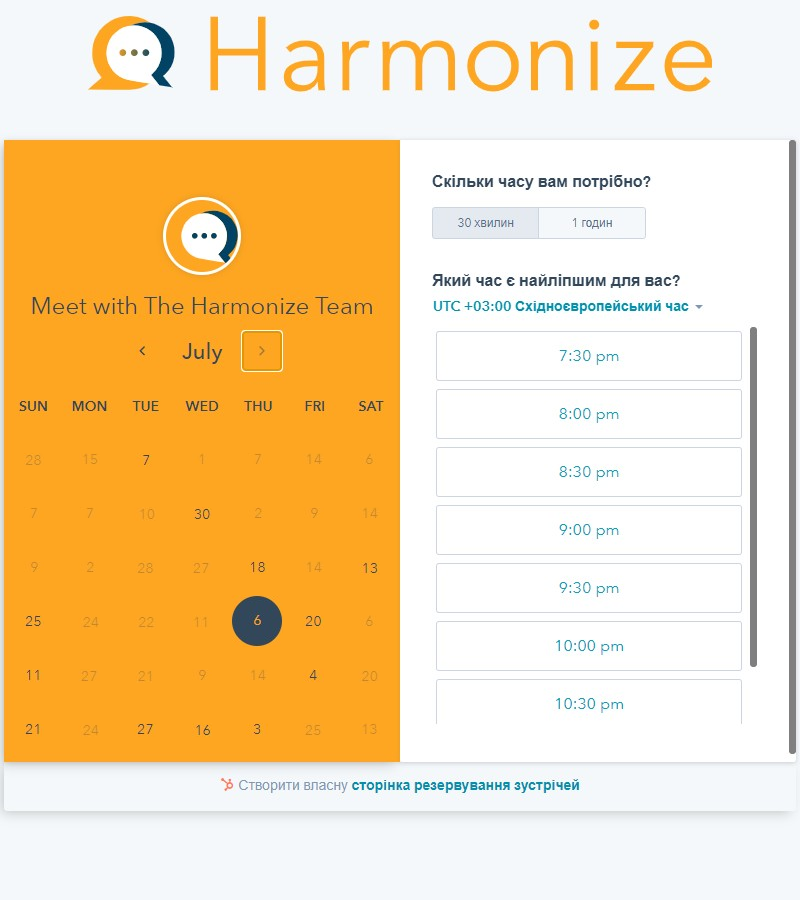 Harmonize
Meet with The Harmonize Team
July
SUN MON TUE WED THU FRI SAT
28 15 7 1 7 14 6
7 7 10 30 2 9 14
9 2 28 27 18 14 13
25 24 22 11 6 20 6
11 27 21 9 14 4 20
21 24 27 16 3 25 13
Скільки часу вам потрібно?
30 хвилин 1 годин
Який час є найліпшим для вас?
UTC +03:00 Східноєвропейський час
7:30 pm
8:00 pm
8:30 pm
9:00 pm
9:30 pm
10:00 pm
10:30 pm
Створити власну сторінка резервування зустрічей